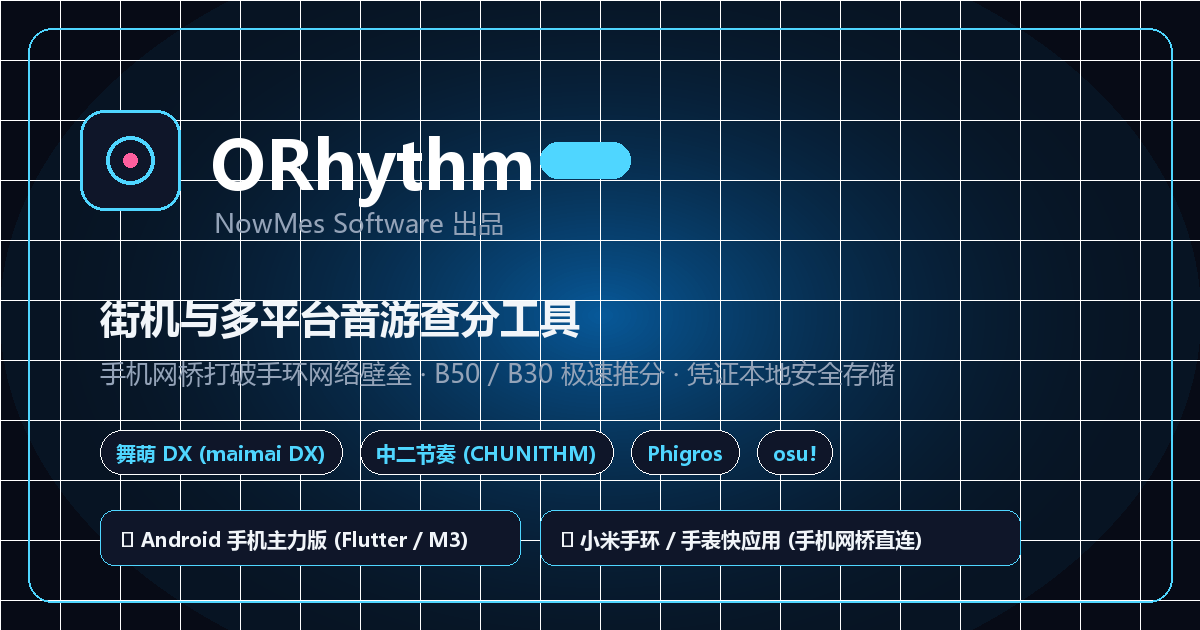 ORhythm
NowMes Software 出品
街机与多平台音游查分工具
手机网桥打破手环网络壁垒 · B50 / B30 极速推分 · 凭证本地安全存储
舞萌 DX (maimai DX) 中二节奏 (CHUNITHM) Phigros osu!
Android 手机主力版 (Flutter / M3) 小米手环 / 手表快应用 (手机网桥直连)